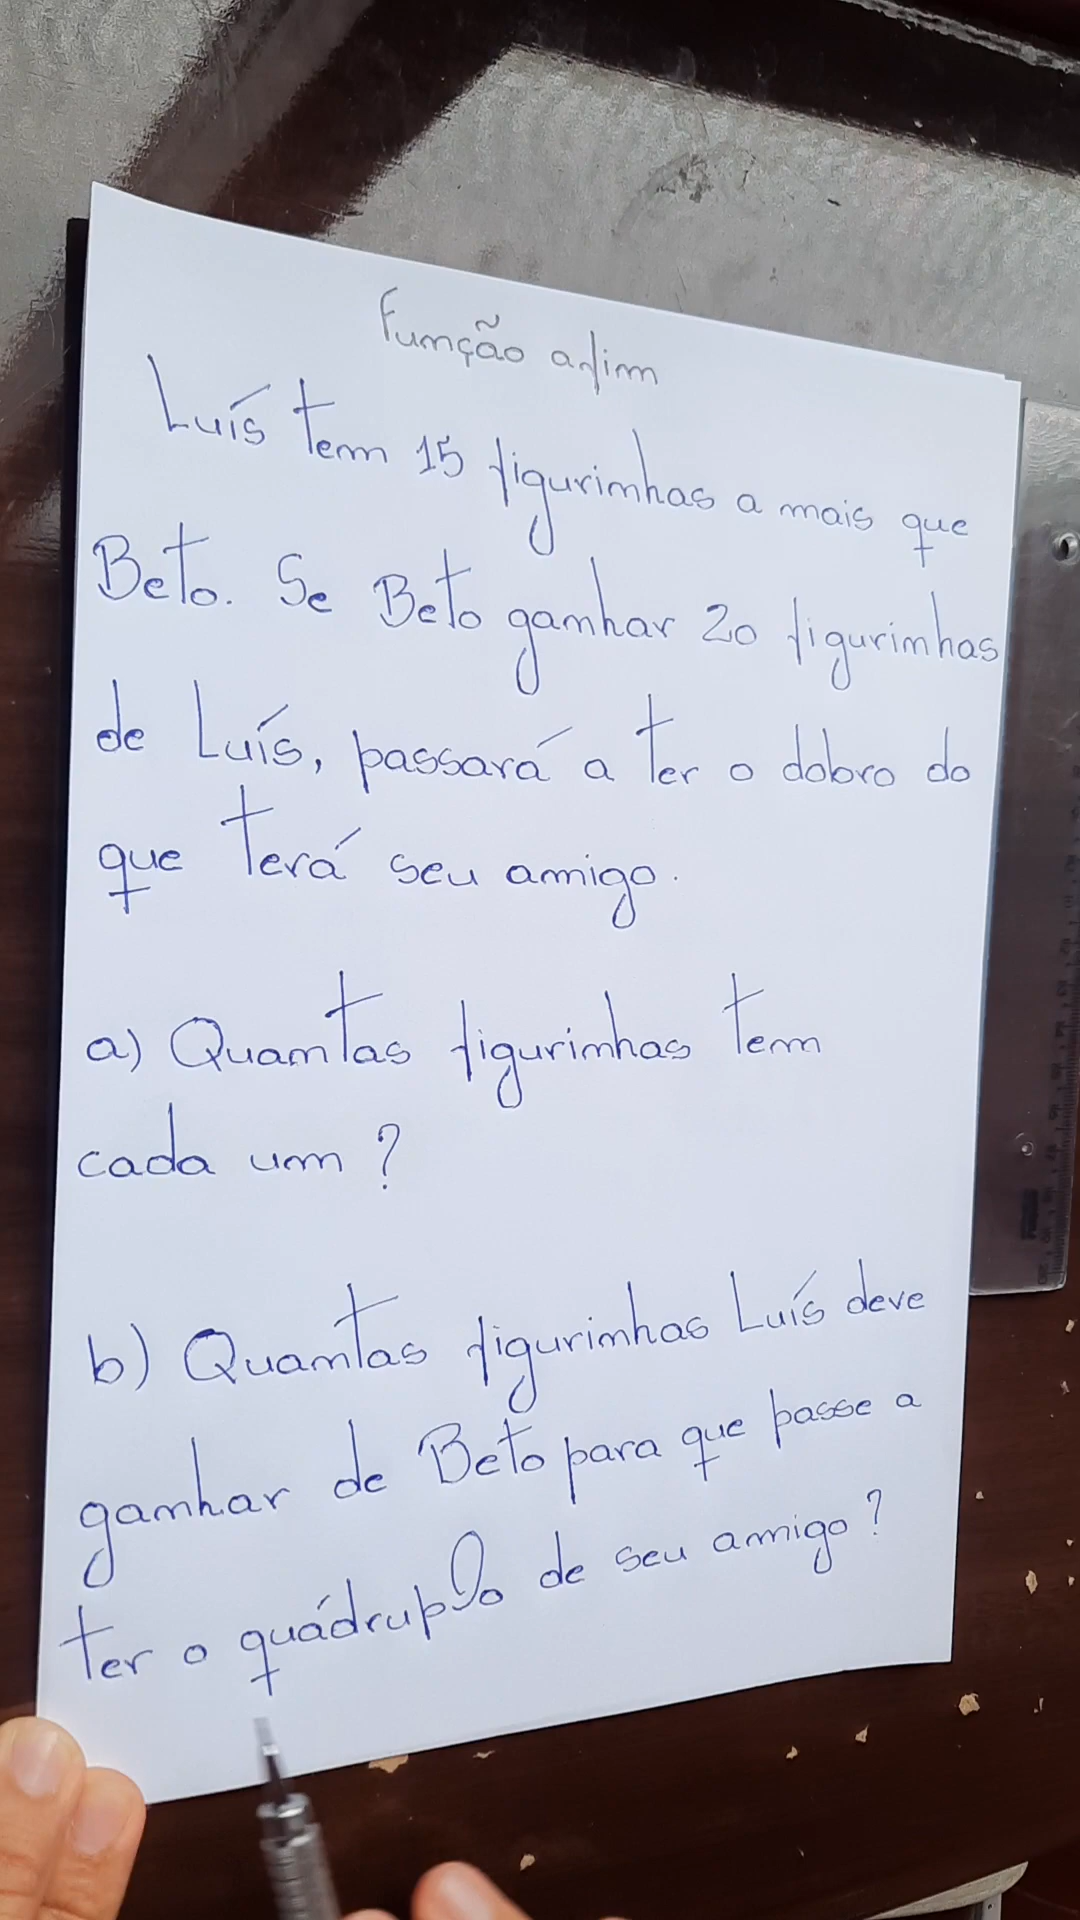 Função afim
Luís tem 15 figurinhas a mais que
Beto. Se Beto ganhar 20 figurinhas
de Luís, passará a ter o dobro do
que terá seu amigo.
a) Quantas figurinhas tem
cada um?
b) Quantas figurinhas Luís deve
ganhar de Beto para que passe a
ter o quádruplo de seu amigo?